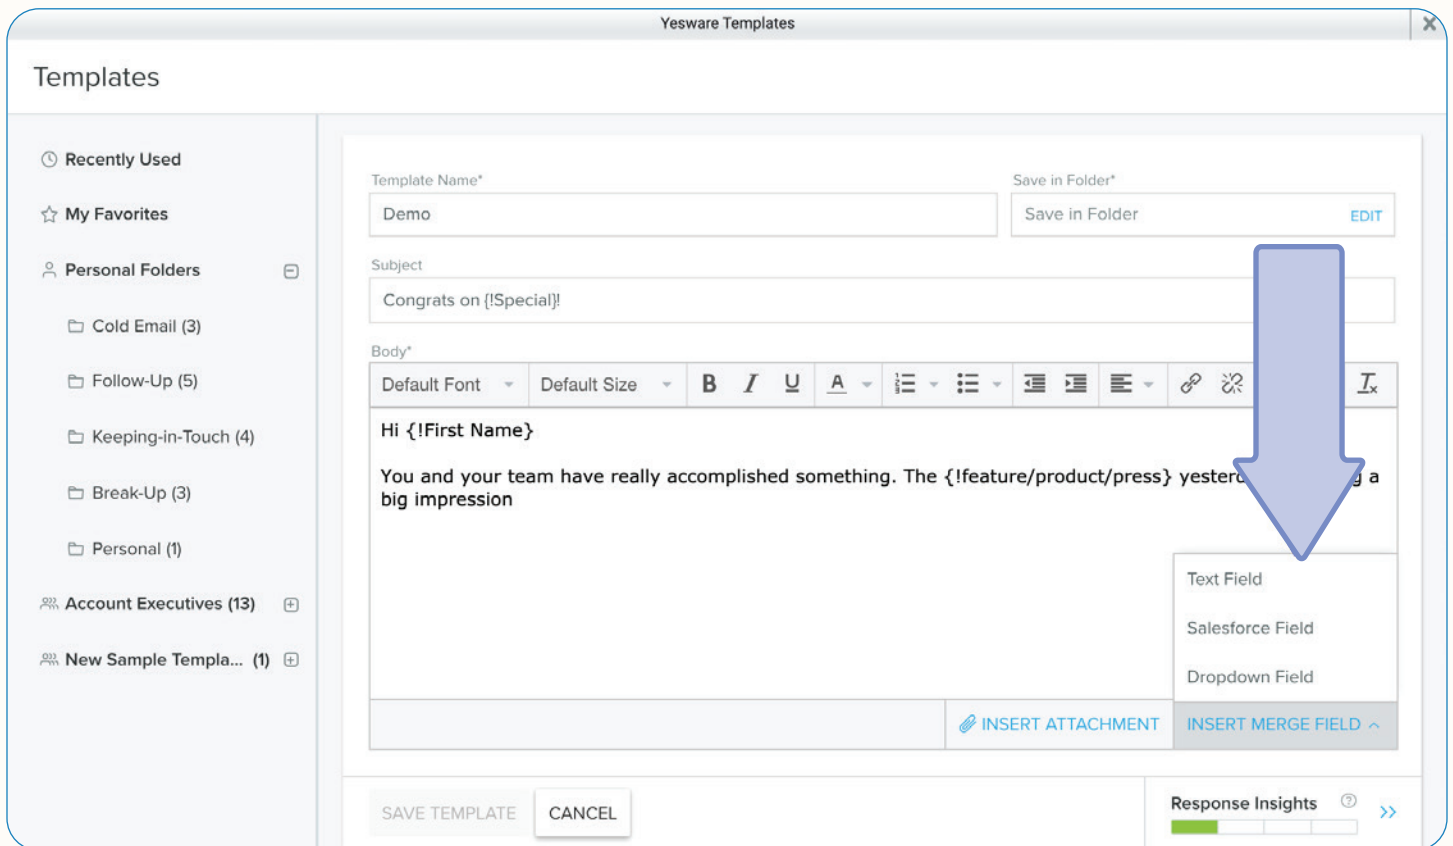 Yesware Templates
Templates
Recently Used
My Favorites
Personal Folders
Cold Email (3)
Follow-Up (5)
Keeping-in-Touch (4)
Break-Up (3)
Personal (1)
Account Executives (13)
New Sample Templa... (1)
Template Name*
Demo
Save in Folder*
Save in Folder
EDIT
Subject
Congrats on {!Special}!
Body*
Default Font
Default Size
B I U A
Hi {!First Name}
You and your team have really accomplished something. The {!feature/product/press} a
big impression
Text Field
Salesforce Field
Dropdown Field
INSERT ATTACHMENT
INSERT MERGE FIELD
SAVE TEMPLATE
CANCEL
Response Insights